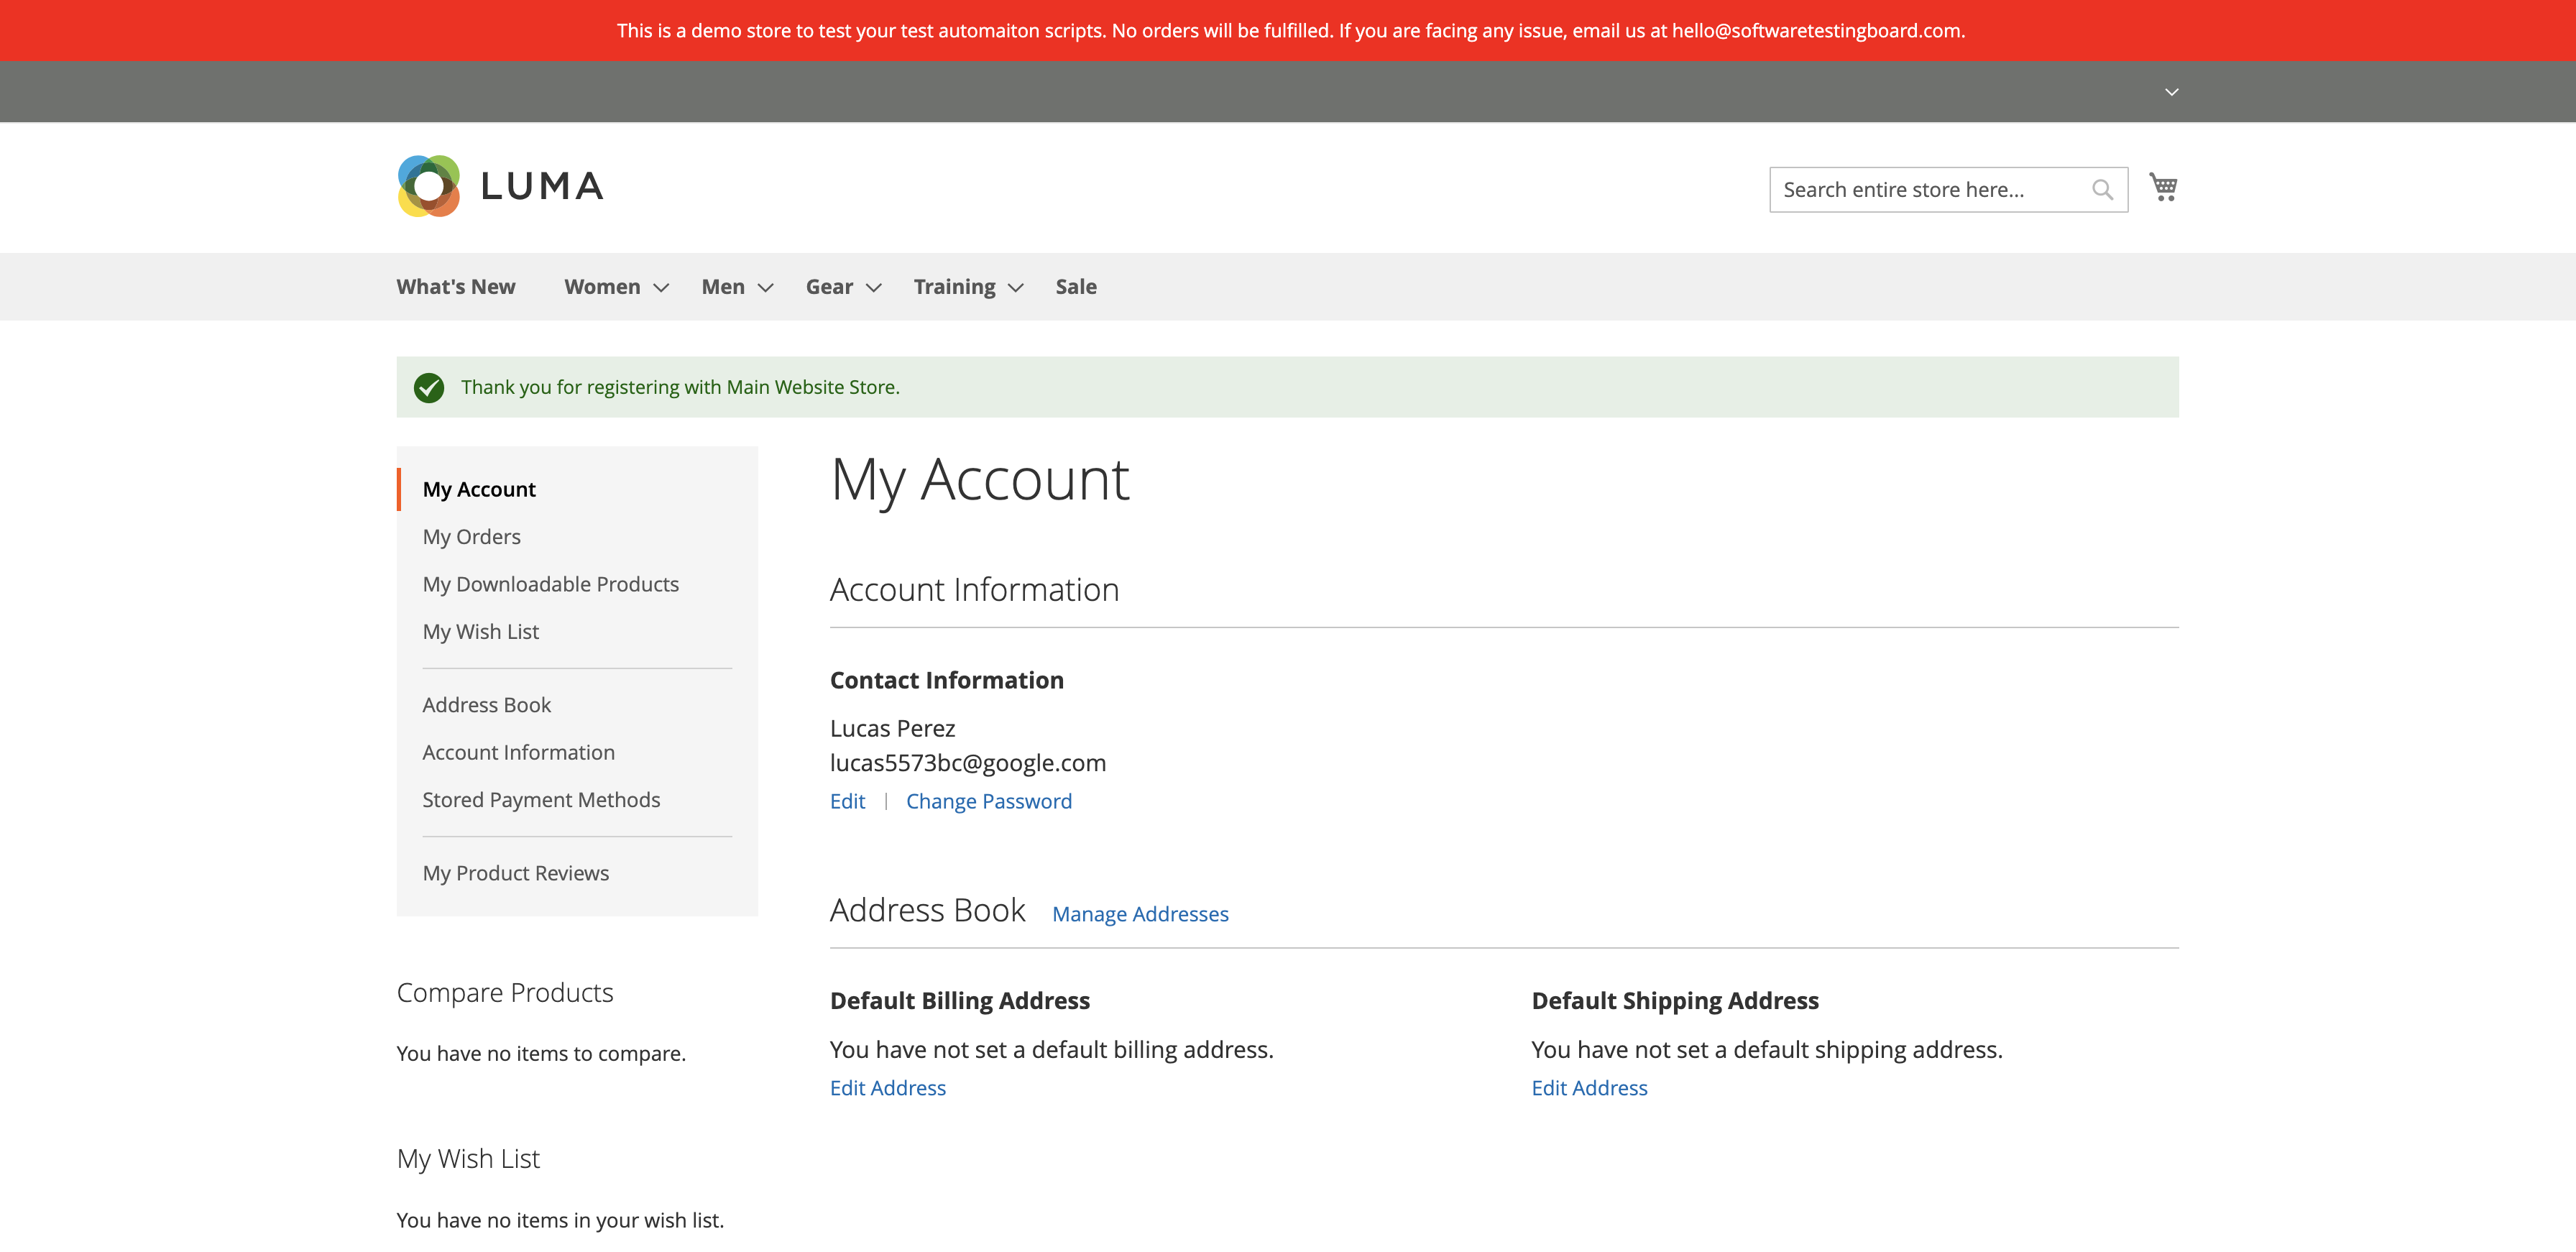 This is a demo store to test your test automaiton scripts. No orders will be fulfilled. If you are facing any issue, email us at hello@softwaretestingboard.com.
LUMA
Search entire store here...
What's New Women Men Gear Training Sale
Thank you for registering with Main Website Store.
My Account
My Orders
My Downloadable Products
My Wish List
Address Book
Account Information
Stored Payment Methods
My Product Reviews
Compare Products
You have no items to compare.
My Wish List
You have no items in your wish list.
My Account
Account Information
Contact Information
Lucas Perez
lucas5573bc@google.com
Edit | Change Password
Address Book Manage Addresses
Default Billing Address
You have not set a default billing address.
Edit Address
Default Shipping Address
You have not set a default shipping address.
Edit Address